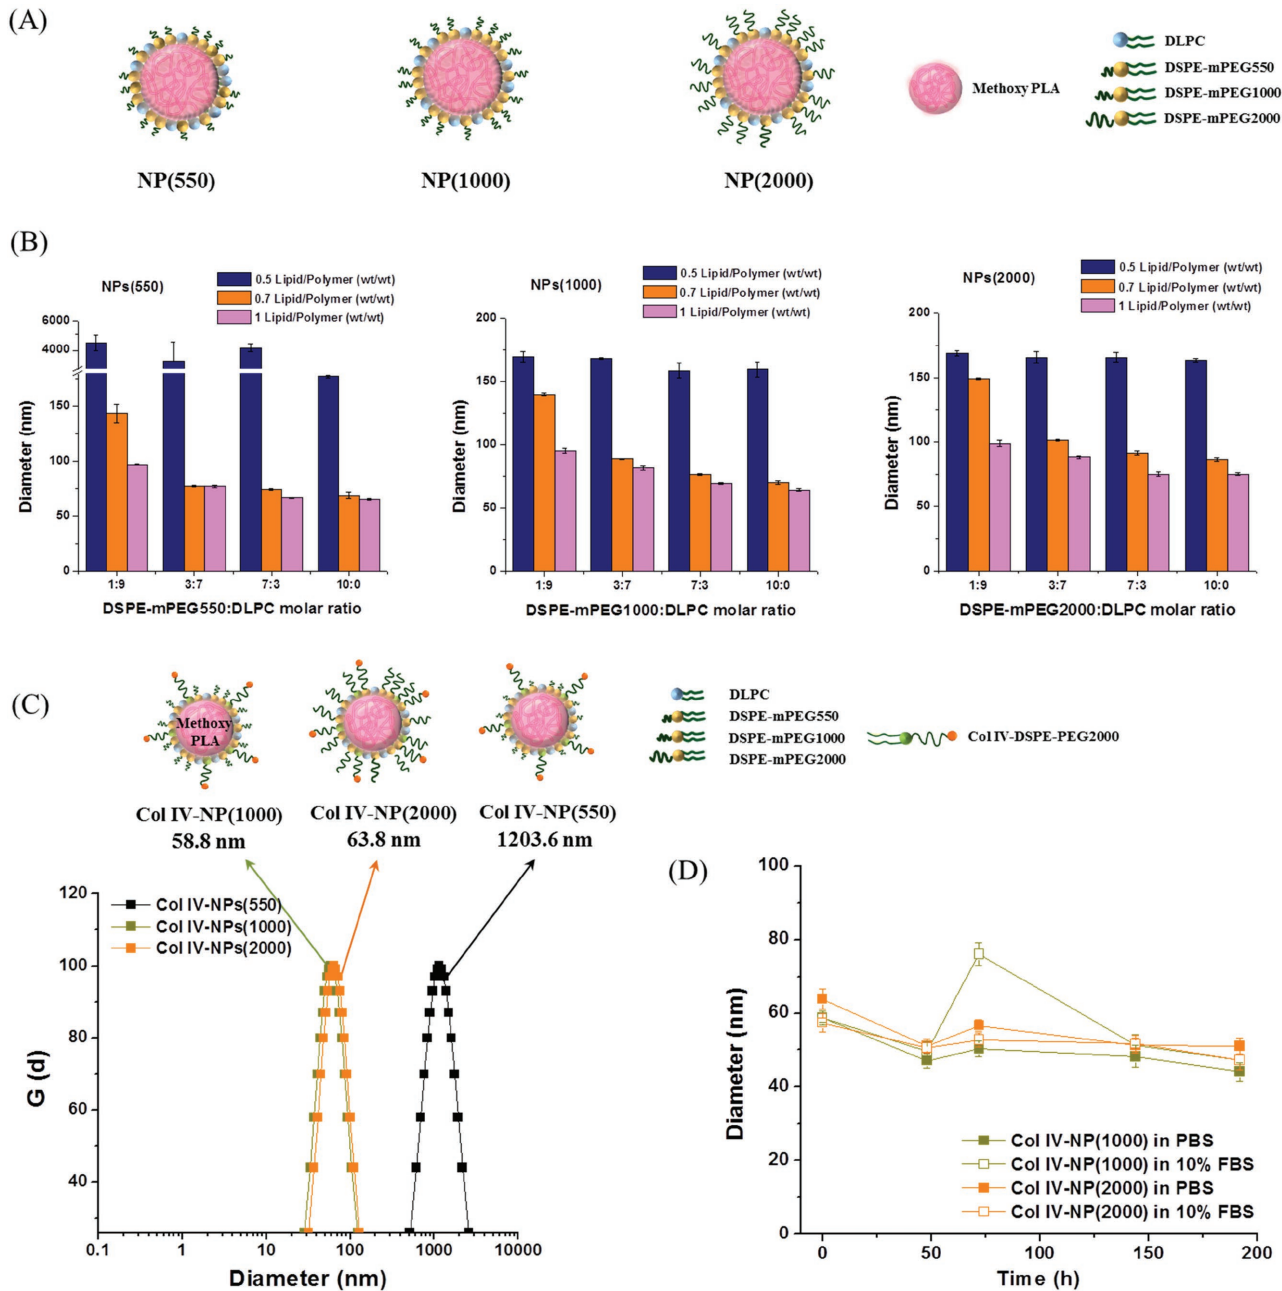 (A)
DLPC
DSPE-mPEG550
DSPE-mPEG1000
DSPE-mPEG2000
Methoxy PLA
NP(550)
NP(1000)
NP(2000)
(B)
NPs(550)
0.5 Lipid/Polymer (wt/wt)
0.7 Lipid/Polymer (wt/wt)
1 Lipid/Polymer (wt/wt)
Diameter (nm)
6000
4000
150
100
50
0
1:9
3:7
7:3
10:0
DSPE-mPEG550:DLPC molar ratio
NPs(1000)
0.5 Lipid/Polymer (wt/wt)
0.7 Lipid/Polymer (wt/wt)
1 Lipid/Polymer (wt/wt)
Diameter (nm)
200
150
100
50
0
1:9
3:7
7:3
10:0
DSPE-mPEG1000:DLPC molar ratio
NPs(2000)
0.5 Lipid/Polymer (wt/wt)
0.7 Lipid/Polymer (wt/wt)
1 Lipid/Polymer (wt/wt)
Diameter (nm)
200
150
100
50
0
1:9
3:7
7:3
10:0
DSPE-mPEG2000:DLPC molar ratio
(C)
Methoxy
PLA
DLPC
DSPE-mPEG550
DSPE-mPEG1000
DSPE-mPEG2000
Col IV-DSPE-PEG2000
Col IV-NP(1000)
58.8 nm
Col IV-NP(2000)
63.8 nm
Col IV-NP(550)
1203.6 nm
Col IV-NPs(550)
Col IV-NPs(1000)
Col IV-NPs(2000)
G (d)
120
100
80
60
40
0.1
1
10
100
1000
10000
Diameter (nm)
(D)
Diameter (nm)
100
80
60
40
20
0
Col IV-NP(1000) in PBS
Col IV-NP(1000) in 10% FBS
Col IV-NP(2000) in PBS
Col IV-NP(2000) in 10% FBS
0
50
100
150
200
Time (h)